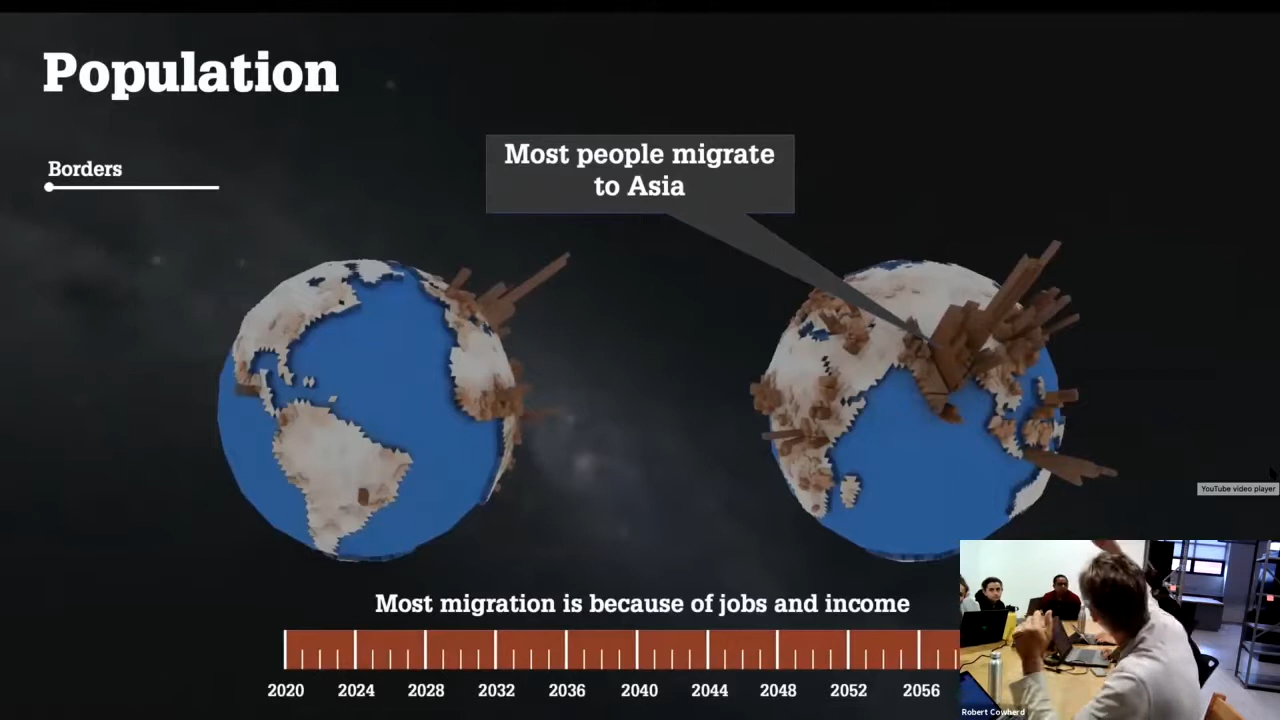 Population
Borders
Most people migrate
to Asia
YouTube video player
Most migration is because of jobs and income
2020 2024 2028 2032 2036 2040 2044 2048 2052 2056
Robert Cowherd